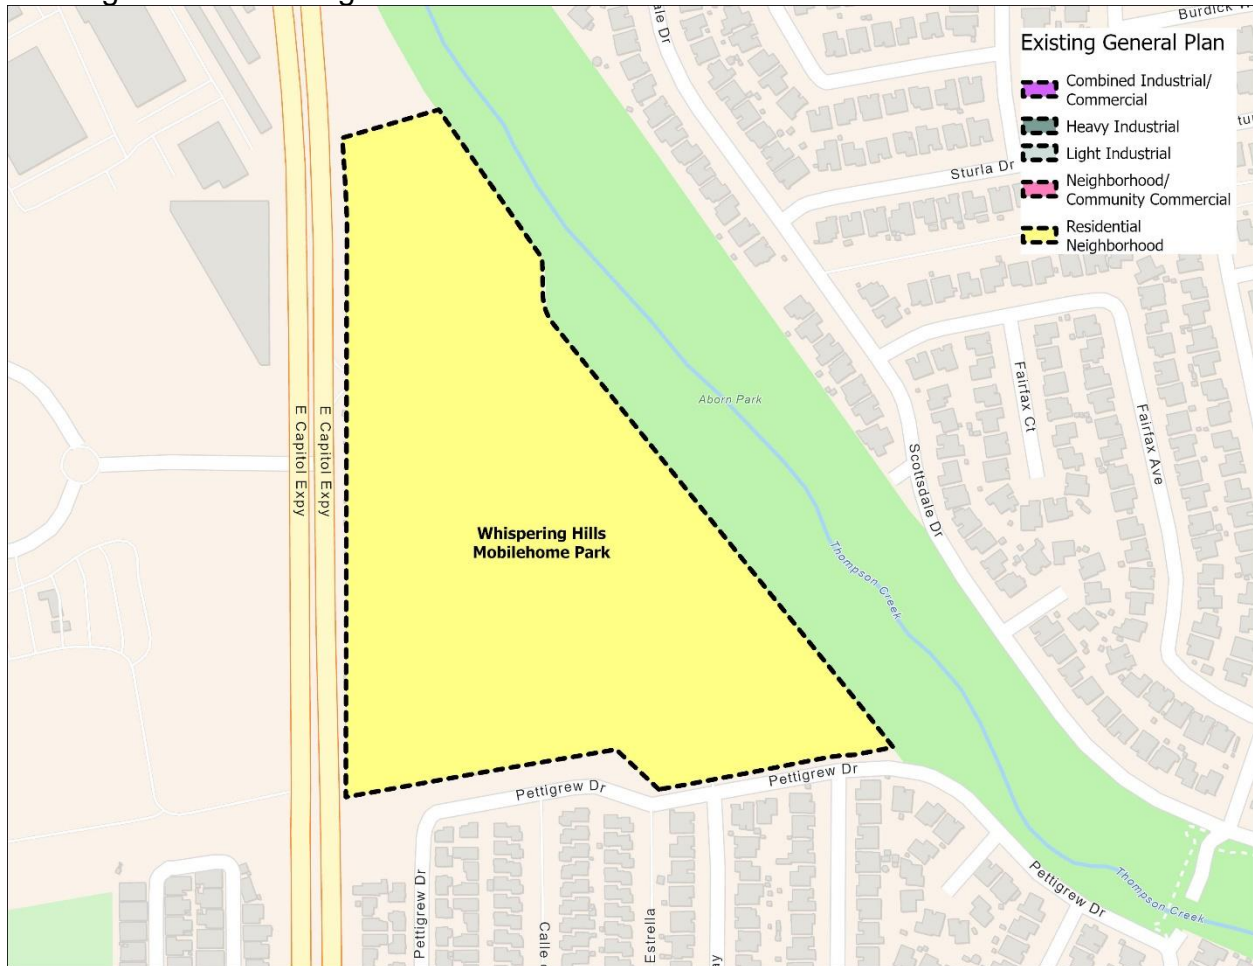 Burdick
Existing General Plan
Combined Industrial/
Commercial
Heavy Industrial
Light Industrial
Neighborhood/
Community Commercial
Residential
Neighborhood
Sturla Dr
Aborn Park
Fairfax Ct
Fairfax Ave
E Capitol Expy
E Capitol Expy
Scottsdale Dr
Whispering Hills
Mobilehome Park
Thompson Creek
Pettigrew Dr
Pettigrew Dr
Pettigrew Dr
Pettigrew Dr
Thompson Creek
Calle
Estrella